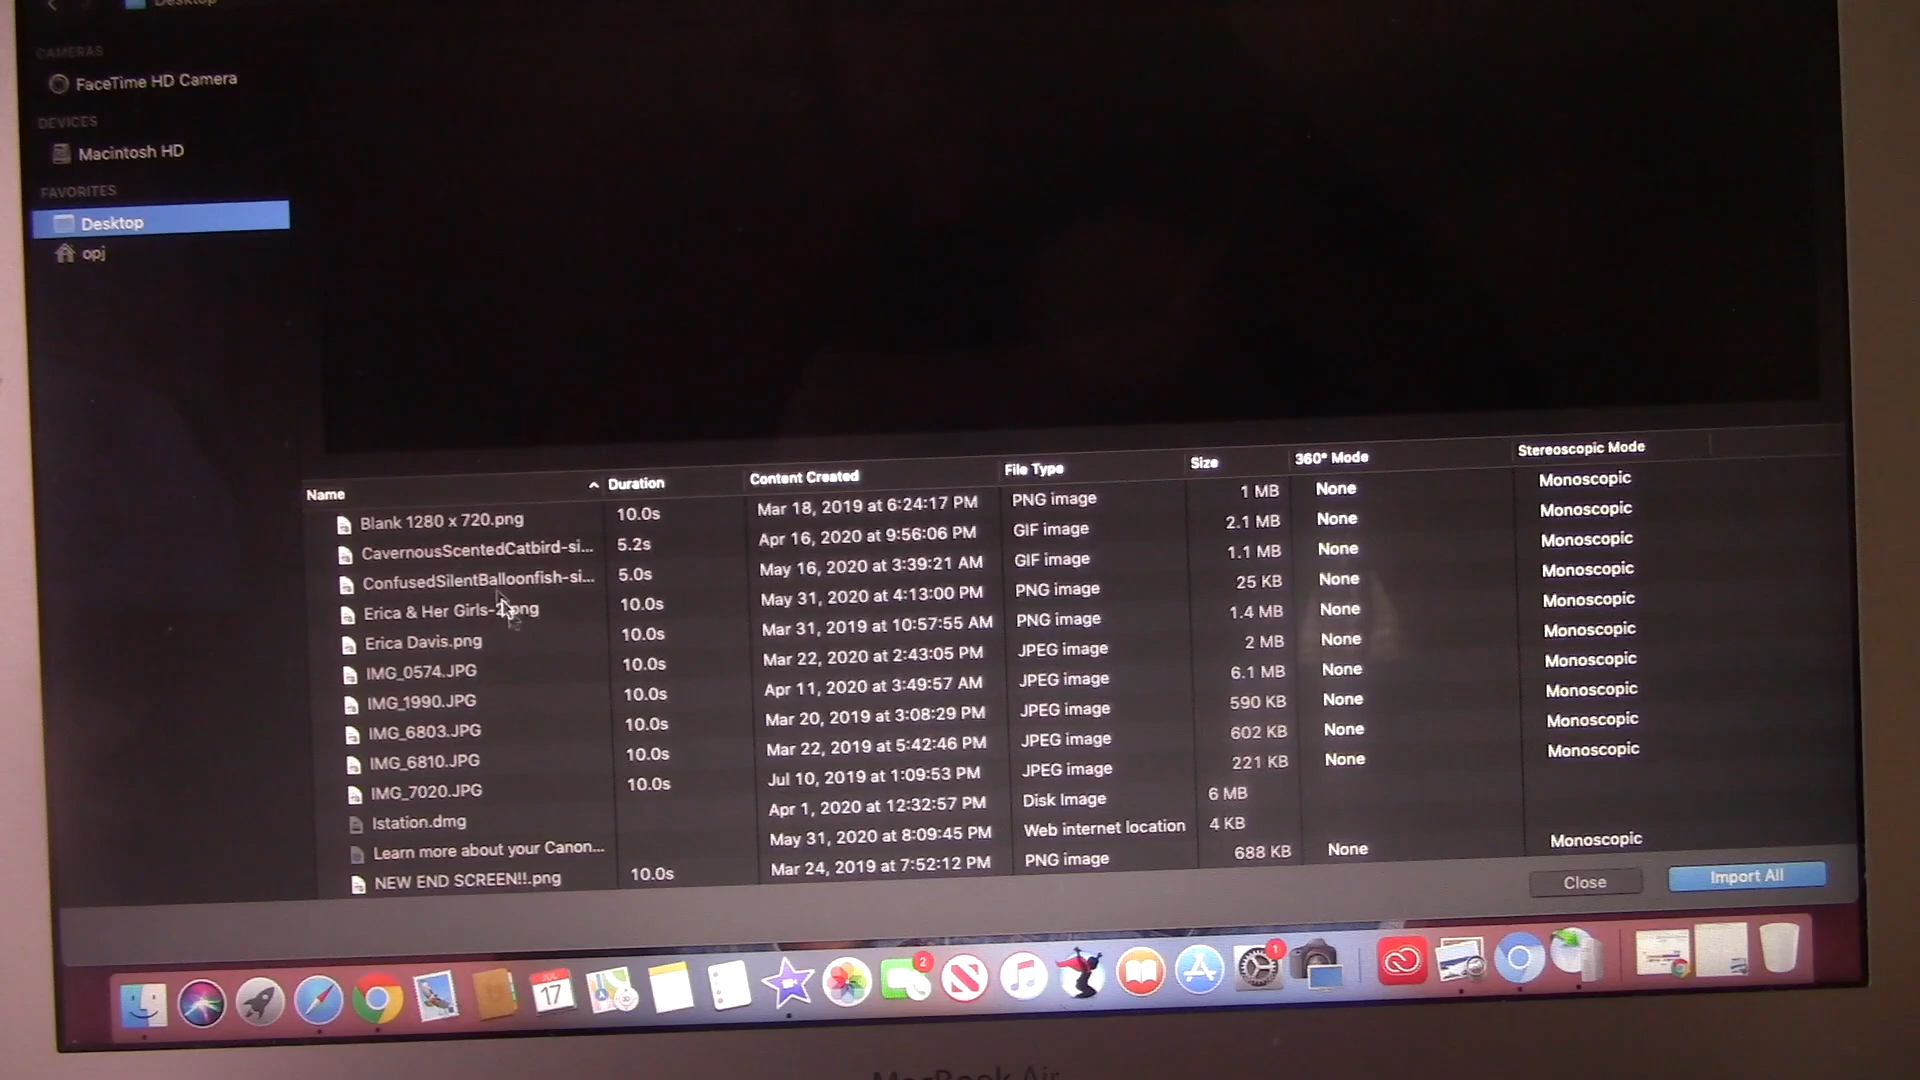 Desktop
CAMERAS
FaceTime HD Camera
DEVICES
Macintosh HD
FAVORITES
Desktop
opj
Name Duration Content Created File Type Size 360° Mode Stereoscopic Mode
Blank 1280 x 720.png 10.0s Mar 18, 2019 at 6:24:17 PM PNG image 1 MB None Monoscopic
CavernousScentedCatbird-si... 5.2s Apr 16, 2020 at 9:56:06 PM GIF image 2.1 MB None Monoscopic
ConfusedSilentBalloonfish-si... 5.0s May 16, 2020 at 3:39:21 AM GIF image 1.1 MB None Monoscopic
Erica & Her Girls-2.png 10.0s May 31, 2020 at 4:13:00 PM PNG image 25 KB None Monoscopic
Erica Davis.png 10.0s Mar 31, 2019 at 10:57:55 AM PNG image 1.4 MB None Monoscopic
IMG_0574.JPG 10.0s Mar 22, 2020 at 2:43:05 PM JPEG image 2 MB None Monoscopic
IMG_1990.JPG 10.0s Apr 11, 2020 at 3:49:57 AM JPEG image 6.1 MB None Monoscopic
IMG_6803.JPG 10.0s Mar 20, 2019 at 3:08:29 PM JPEG image 590 KB None Monoscopic
IMG_6810.JPG 10.0s Mar 22, 2019 at 5:42:46 PM JPEG image 602 KB None Monoscopic
IMG_7020.JPG 10.0s Jul 10, 2019 at 1:09:53 PM JPEG image 221 KB None Monoscopic
Istation.dmg Apr 1, 2020 at 12:32:57 PM Disk Image 6 MB
Learn more about your Canon... May 31, 2020 at 8:09:45 PM Web internet location 4 KB
NEW END SCREEN!!.png 10.0s Mar 24, 2019 at 7:52:12 PM PNG image 688 KB None Monoscopic
Close Import All
JUL
17
2
1
MacBook Air